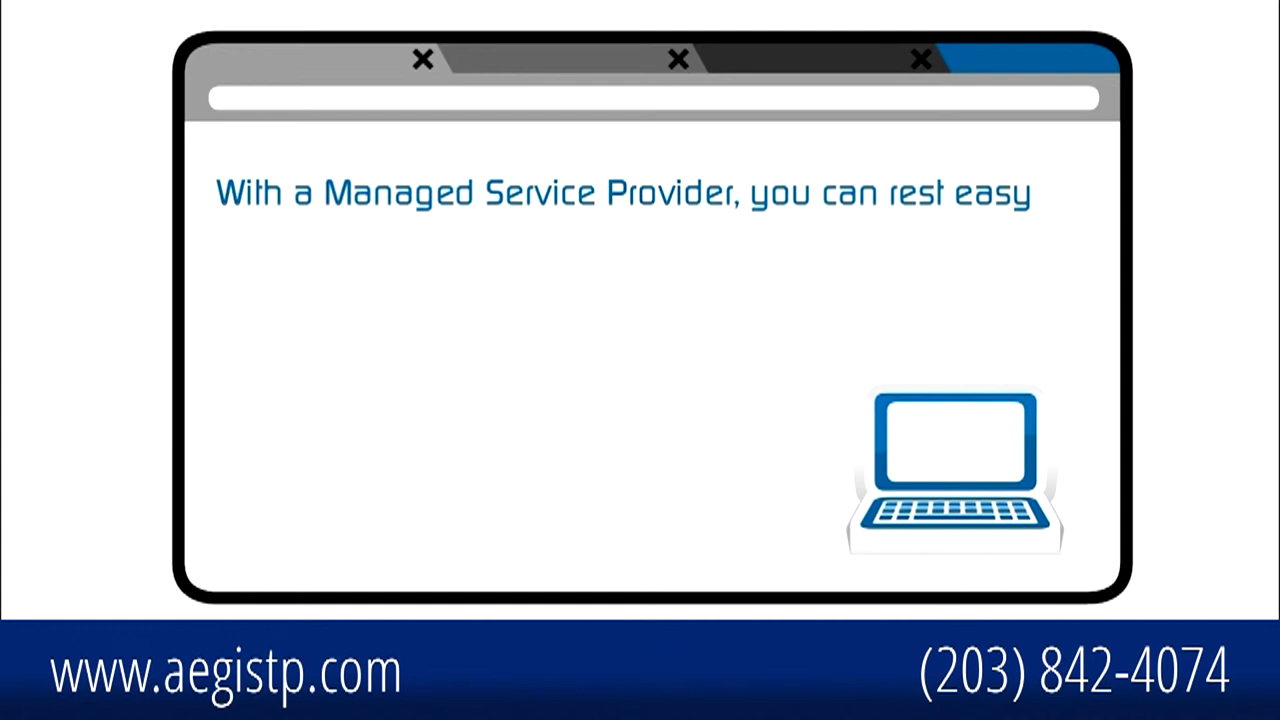 With a Managed Service Provider, you can rest easy
www.aegistp.com
(203) 842-4074